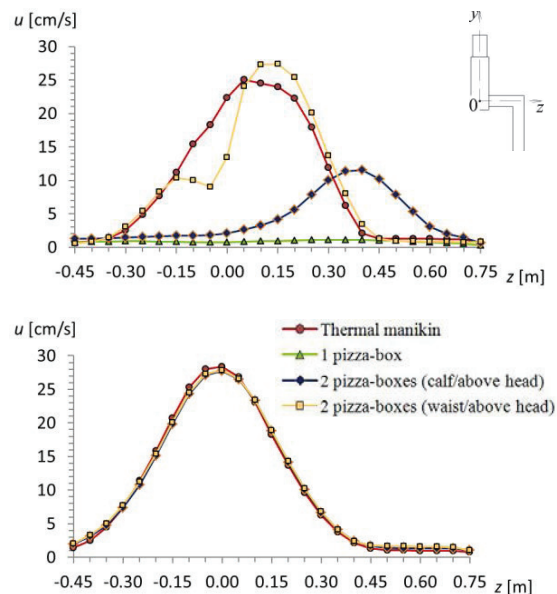 u [cm/s]
30
25
20
15
10
5
0
-0.45 -0.30 -0.15 0.00 0.15 0.30 0.45 0.60 0.75
z [m]
y
0
z
u [cm/s]
30
25
20
15
10
5
0
Thermal manikin
1 pizza-box
2 pizza-boxes (calf/above head)
2 pizza-boxes (waist/above head)
-0.45 -0.30 -0.15 0.00 0.15 0.30 0.45 0.60 0.75
z [m]